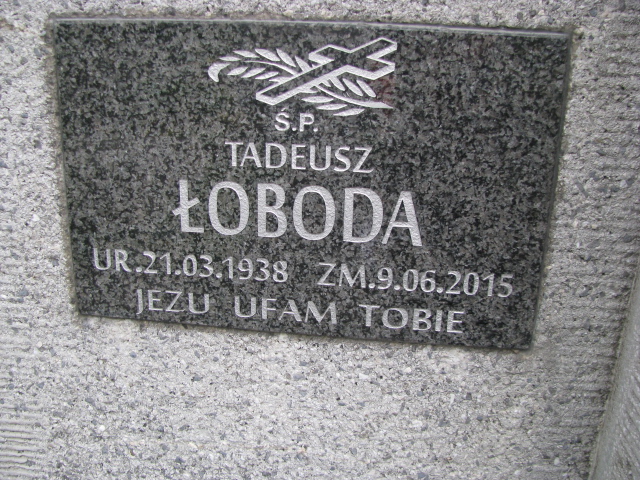 Ś.P.
TADEUSZ
ŁOBODA
UR.21.03.1938 ZM.9.06.2015
JEZU UFAM TOBIE